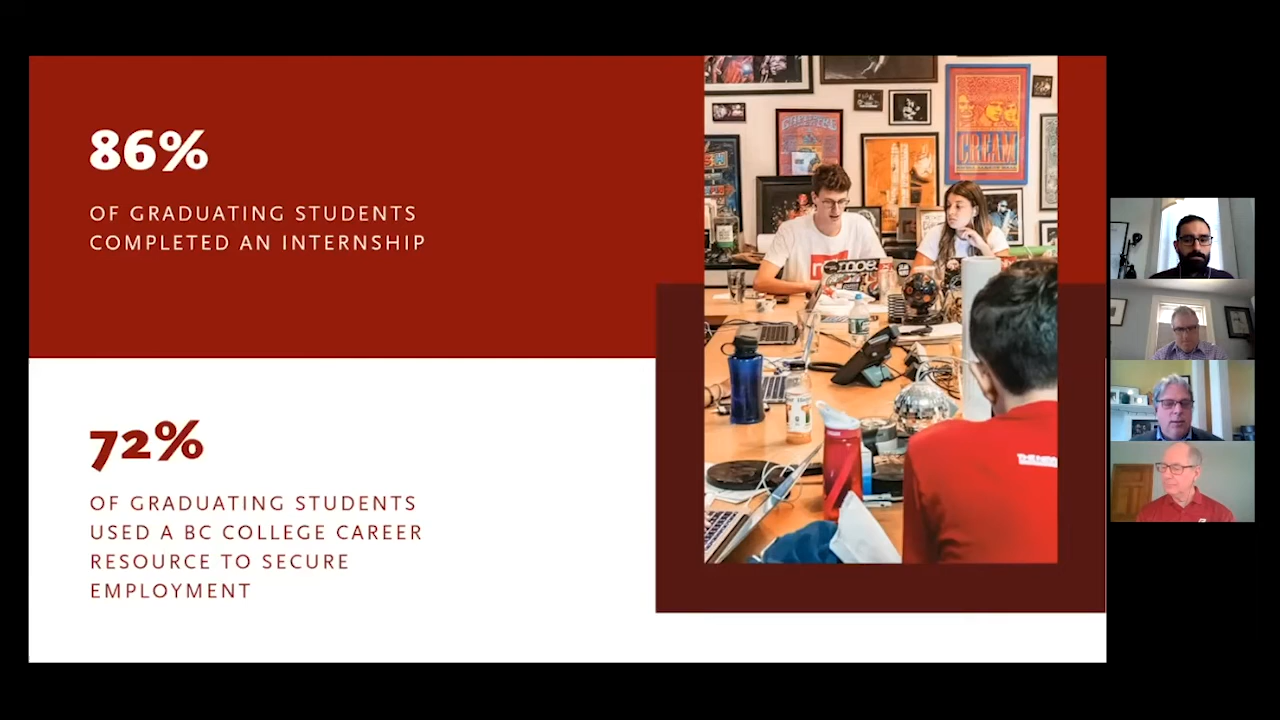 86%
OF GRADUATING STUDENTS
COMPLETED AN INTERNSHIP
72%
OF GRADUATING STUDENTS
USED A BC COLLEGE CAREER
RESOURCE TO SECURE
EMPLOYMENT
CREAM
moe.